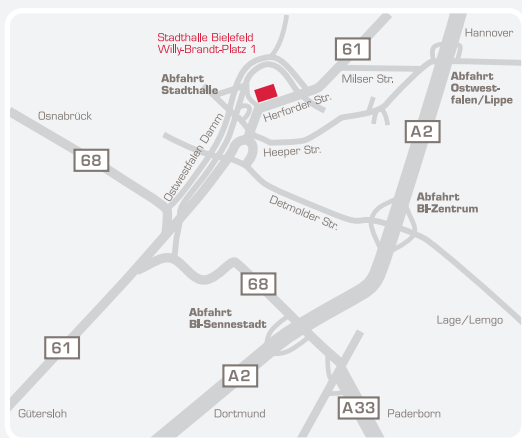 Hannover
Stadthalle Bielefeld
Willy-Brandt-Platz 1
61
Abfahrt
Stadthalle
Milser Str.
Abfahrt
Ostwest-
falen/Lippe
Herforder Str.
Osnabrück
A2
Ostwestfalen Damm
Heeper Str.
68
Detmolder Str.
Abfahrt
BI-Zentrum
68
Abfahrt
BI-Sennestadt
Lage/Lemgo
61
A2
A33
Gütersloh
Dortmund
Paderborn